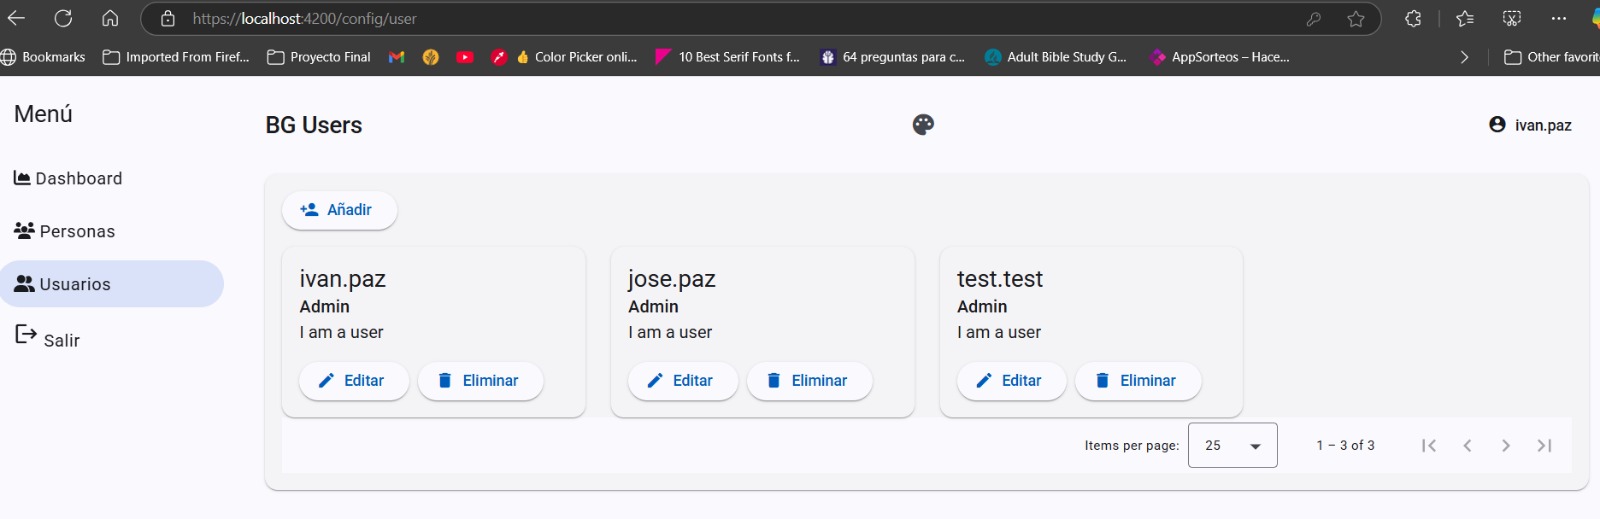 https://localhost:4200/config/user
Bookmarks Imported From Firef... Proyecto Final Color Picker onli... 10 Best Serif Fonts f... 64 preguntas para c... Adult Bible Study G... AppSorteos – Hace... Other favorit
Menú
BG Users
ivan.paz
Dashboard
Personas
Usuarios
Salir
Añadir
ivan.paz
Admin
I am a user
Editar Eliminar
jose.paz
Admin
I am a user
Editar Eliminar
test.test
Admin
I am a user
Editar Eliminar
Items per page: 25 1 – 3 of 3